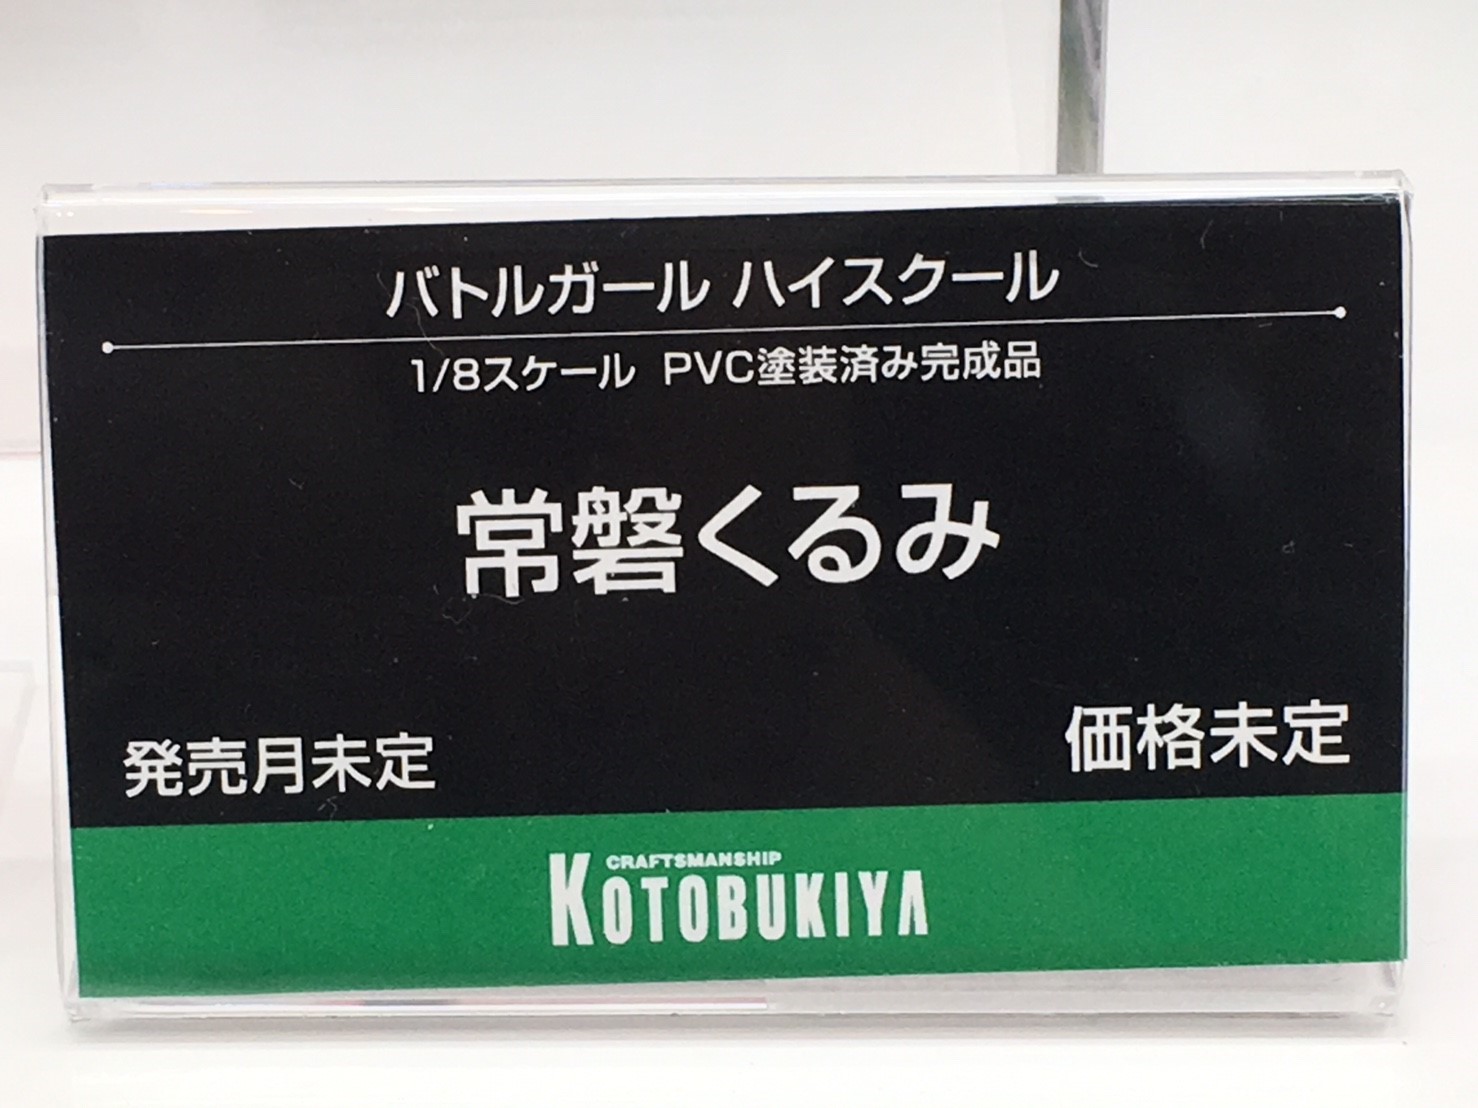 バトルガール ハイスクール
1/8スケール PVC塗装済み完成品
常磐くるみ
発売月未定
価格未定
CRAFTSMANSHIP
KOTOBUKIYA